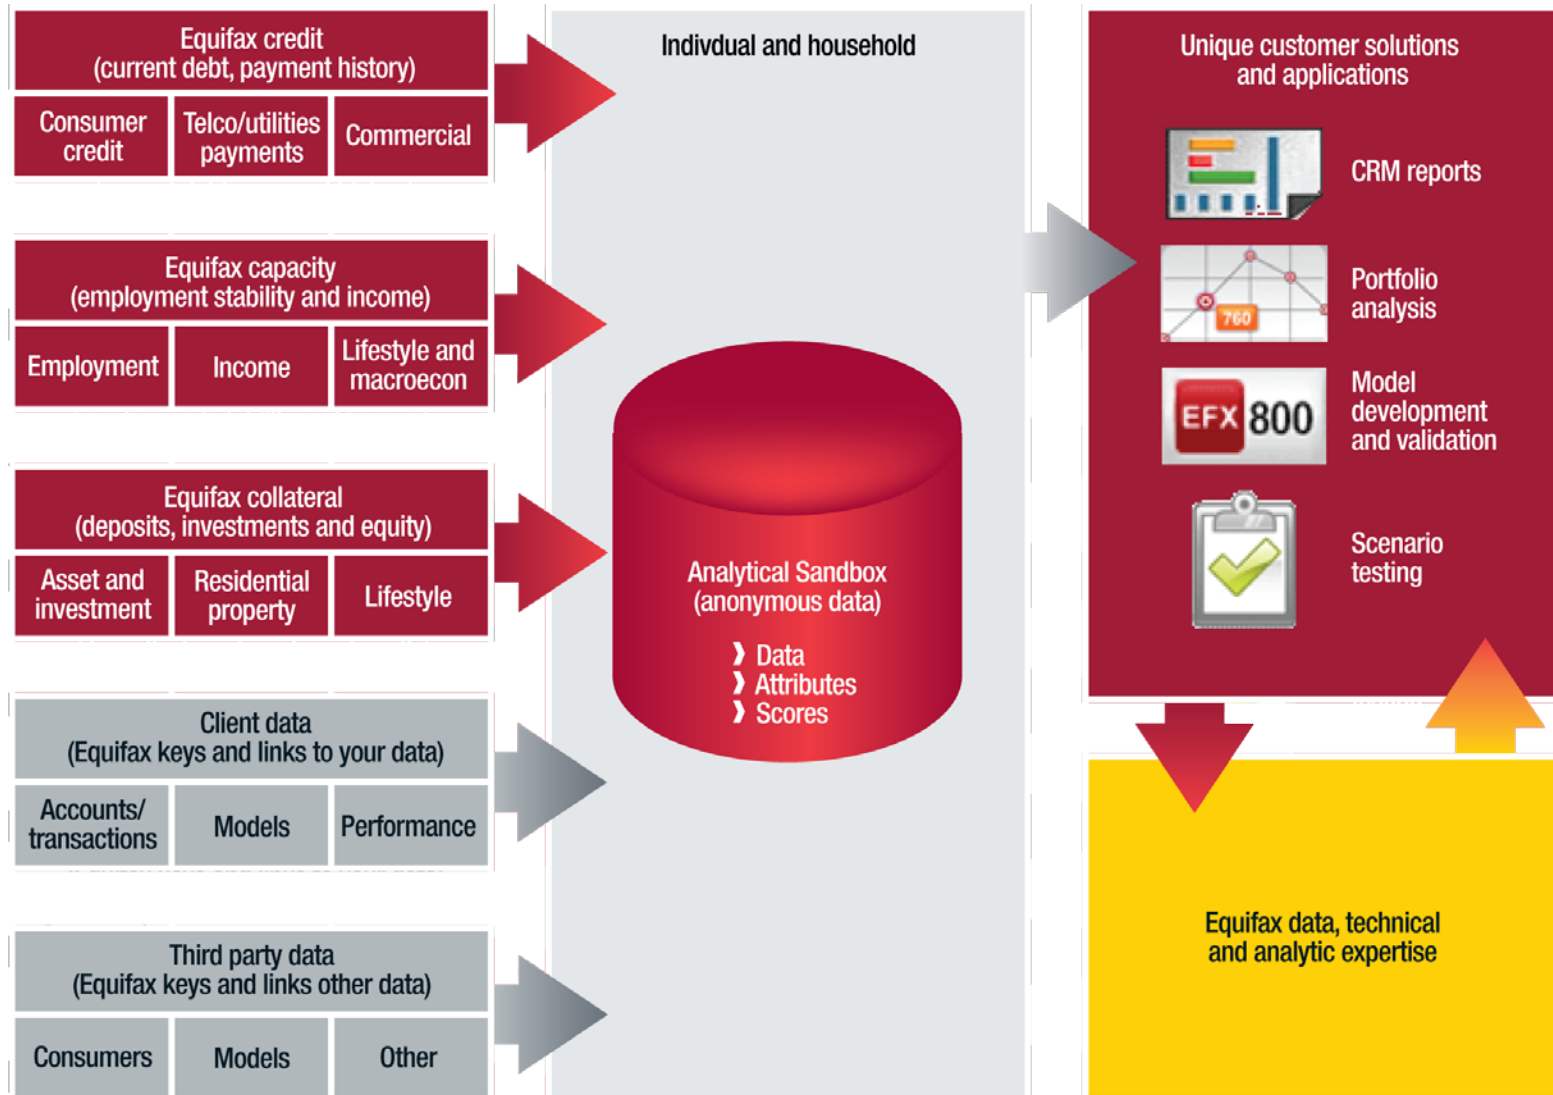 Equifax credit
(current debt, payment history)
Consumer
credit
Telco/utilities
payments
Commercial
Equifax capacity
(employment stability and income)
Employment
Income
Lifestyle and
macroecon
Equifax collateral
(deposits, investments and equity)
Asset and
investment
Residential
property
Lifestyle
Client data
(Equifax keys and links to your data)
Accounts/
transactions
Models
Performance
Third party data
(Equifax keys and links other data)
Consumers
Models
Other
Indivdual and household
Analytical Sandbox
(anonymous data)
❱ Data
❱ Attributes
❱ Scores
Unique customer solutions
and applications
CRM reports
760
Portfolio
analysis
EFX 800
Model
development
and validation
Scenario
testing
Equifax data, technical
and analytic expertise